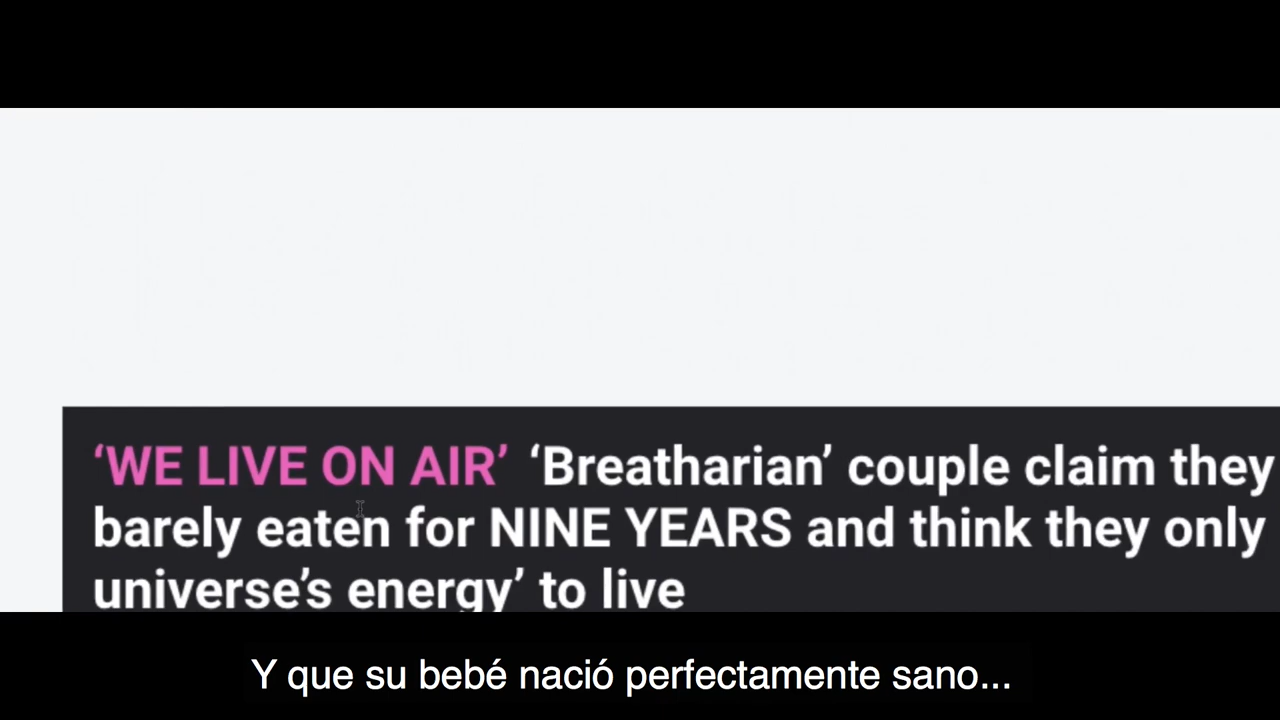 ‘WE LIVE ON AIR’ ‘Breatharian’ couple claim they
barely eaten for NINE YEARS and think they only
universe’s energy’ to live
Y que su bebé nació perfectamente sano...